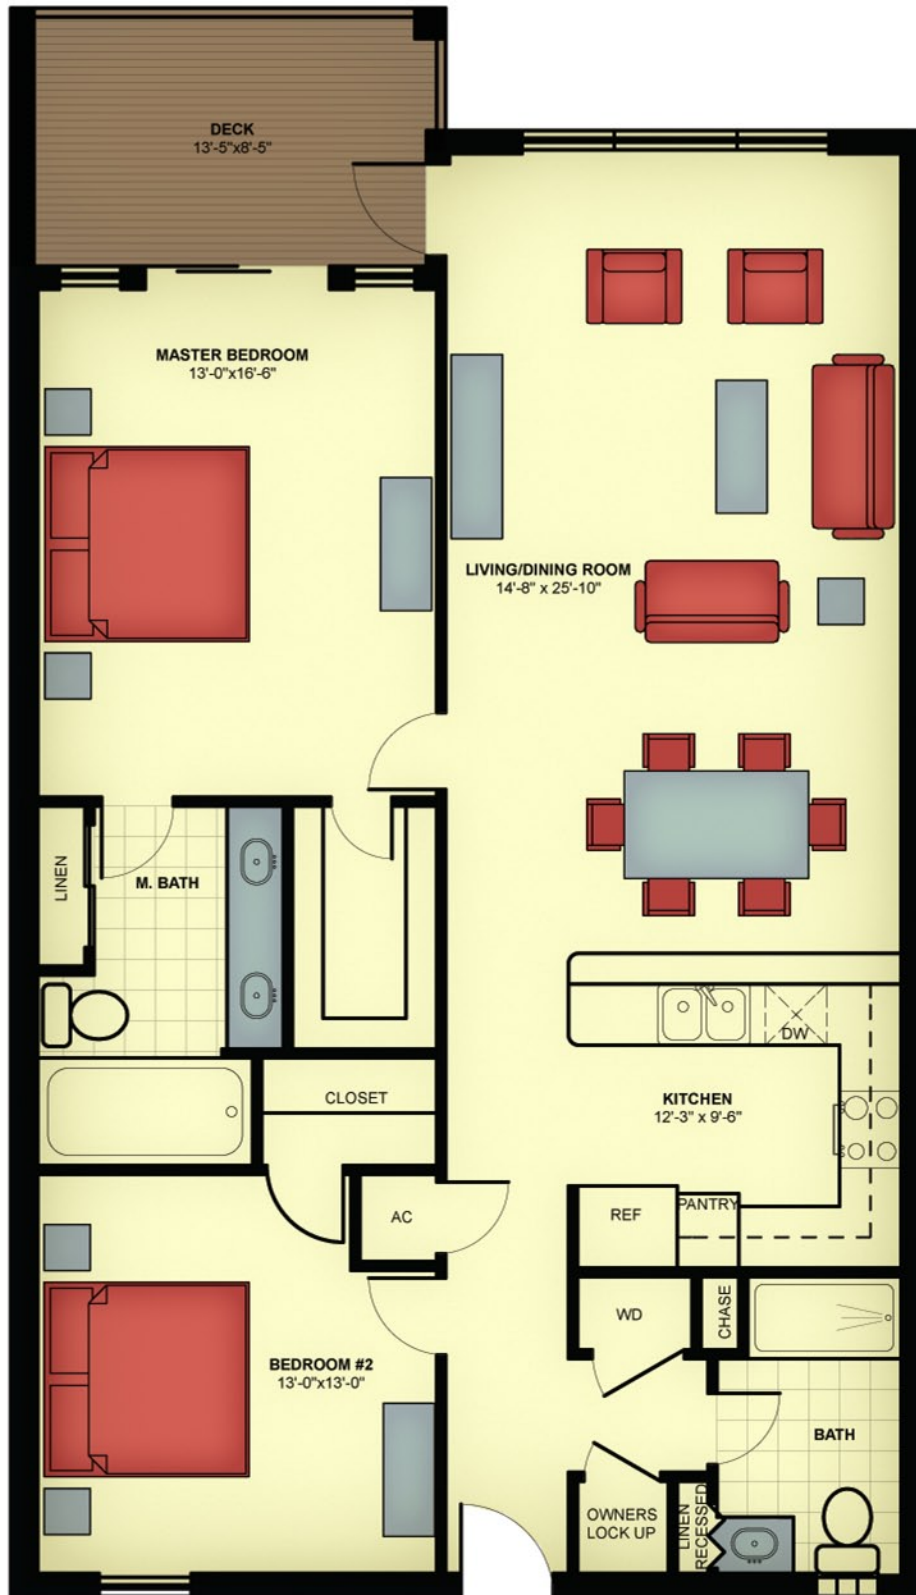 DECK
13'-5"x8'-5"
MASTER BEDROOM
13'-0"x16'-6"
LIVING/DINING ROOM
14'-8" x 25'-10"
LINEN
M. BATH
DW
CLOSET
KITCHEN
12'-3" x 9'-6"
AC
REF
PANTRY
WD
CHASE
BEDROOM #2
13'-0"x13'-0"
BATH
OWNERS
LOCK UP
LINEN
RECESSED